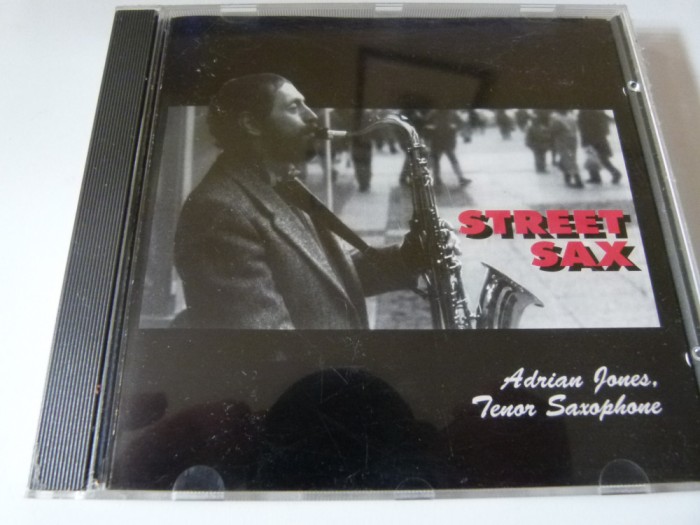 STREET
SAX
Adrian Jones,
Tenor Saxophone